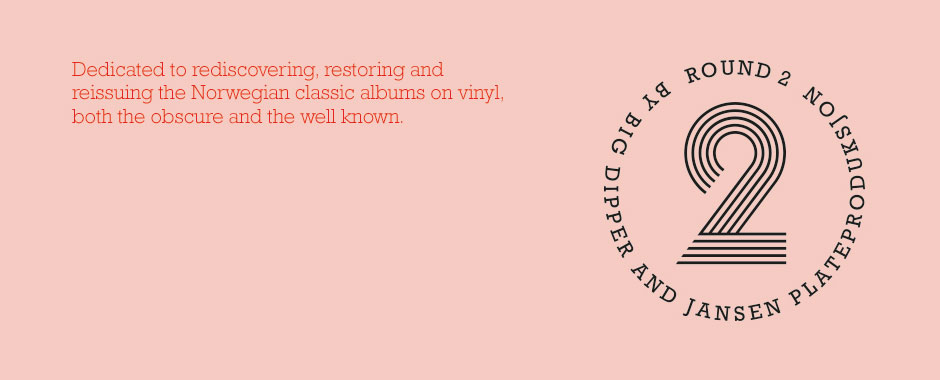 Dedicated to rediscovering, restoring and
reissuing the Norwegian classic albums on vinyl,
both the obscure and the well known.
ROUND 2
BY BIG DIPPER AND JANSEN PLATEPRODUKSJON
2